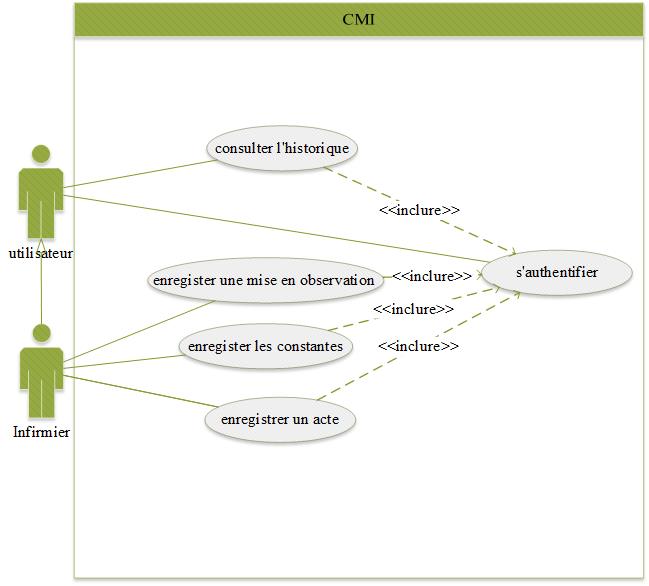 CMI
consulter l'historique
<<inclure>>
utilisateur
s'authentifier
enregister une mise en observation
<<inclure>>
<<inclure>>
enregister les constantes
<<inclure>>
enregistrer un acte
Infirmier